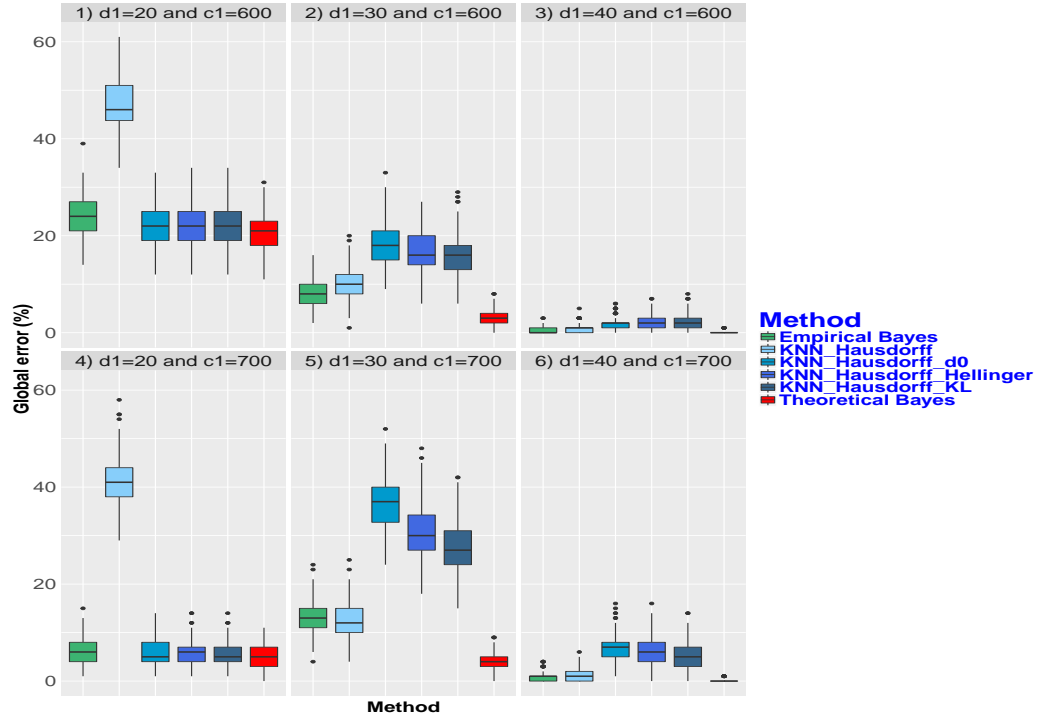 1) d1=20 and c1=600
2) d1=30 and c1=600
3) d1=40 and c1=600
60
40
20
0
4) d1=20 and c1=700
5) d1=30 and c1=700
6) d1=40 and c1=700
60
40
20
0
Global error (%)
Method
Method
Empirical Bayes
KNN_Hausdorff
KNN_Hausdorff_d0
KNN_Hausdorff_Hellinger
KNN_Hausdorff_KL
Theoretical Bayes